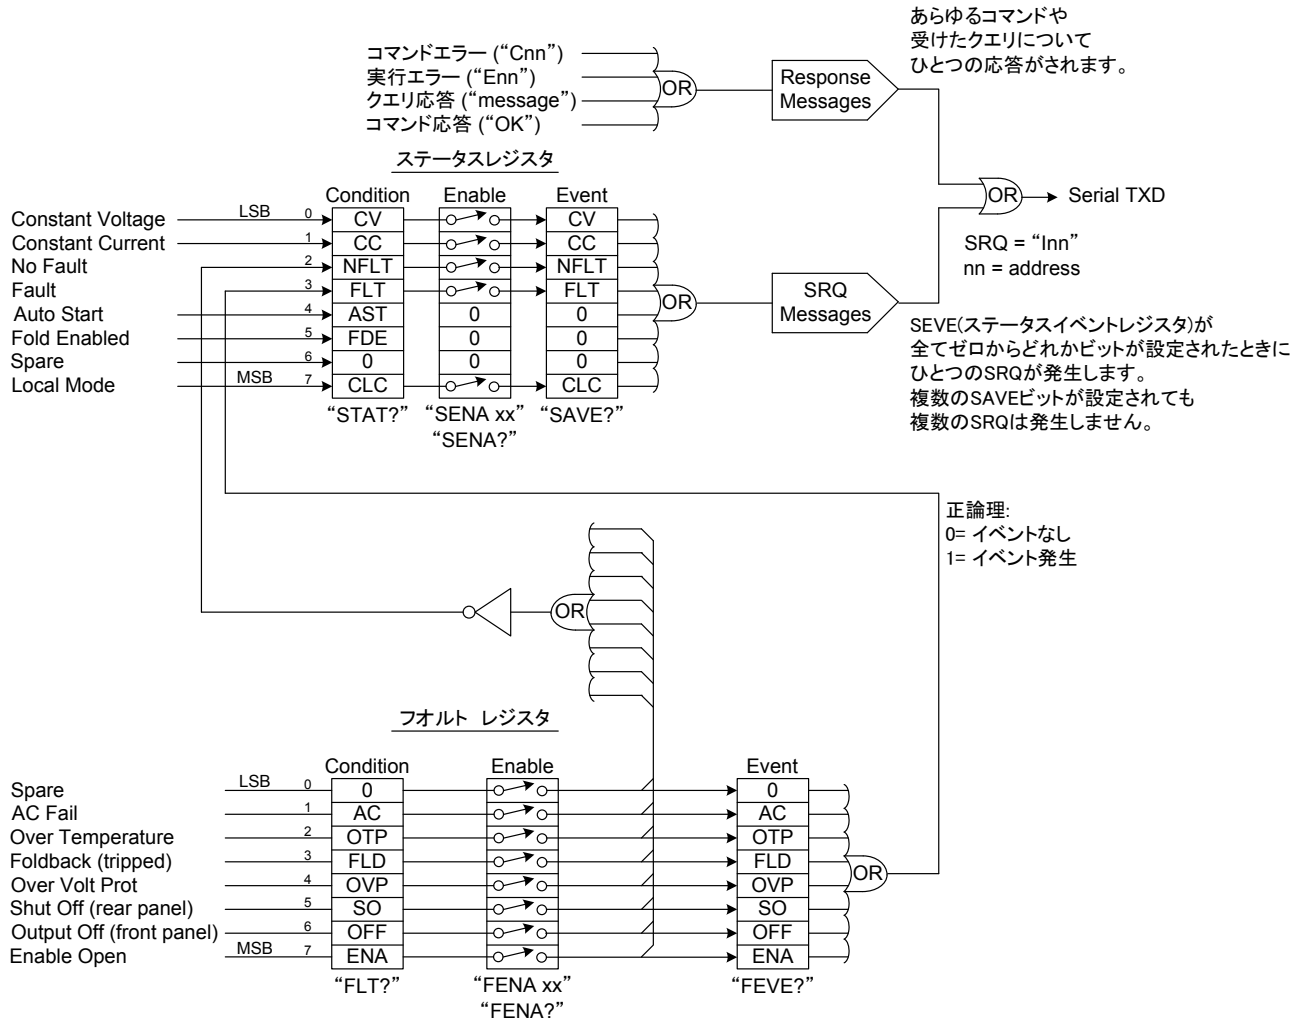 あらゆるコマンドや
受けたクエリについて
ひとつの応答がされます。
コマンドエラー (“Cnn”)
実行エラー (“Enn”)
クエリ応答 (“message”)
コマンド応答 (“OK”)
OR
Response
Messages
OR
Serial TXD
SRQ = “Inn”
nn = address
ステータスレジスタ
Condition Enable Event
Constant Voltage LSB 0 CV CV
Constant Current 1 CC CC
No Fault 2 NFLT NFLT
Fault 3 FLT FLT
Auto Start 4 AST 0 0
Fold Enabled 5 FDE 0 0
Spare 6 0 0 0
Local Mode MSB 7 CLC CLC
“STAT?” “SENA xx” “SAVE?”
“SENA?”
OR
SRQ
Messages
SEVE(ステータスイベントレジスタ)が
全てゼロからどれかビットが設定されたときに
ひとつのSRQが発生します。
複数のSAVEビットが設定されても
複数のSRQは発生しません。
正論理:
0= イベントなし
1= イベント発生
OR
フオルト レジスタ
Condition Enable Event
Spare LSB 0 0 0
AC Fail 1 AC AC
Over Temperature 2 OTP OTP
Foldback (tripped) 3 FLD FLD
Over Volt Prot 4 OVP OVP
Shut Off (rear panel) 5 SO SO
Output Off (front panel) 6 OFF OFF
Enable Open MSB 7 ENA ENA
OR
“FLT?” “FENA xx” “FEVE?”
“FENA?”